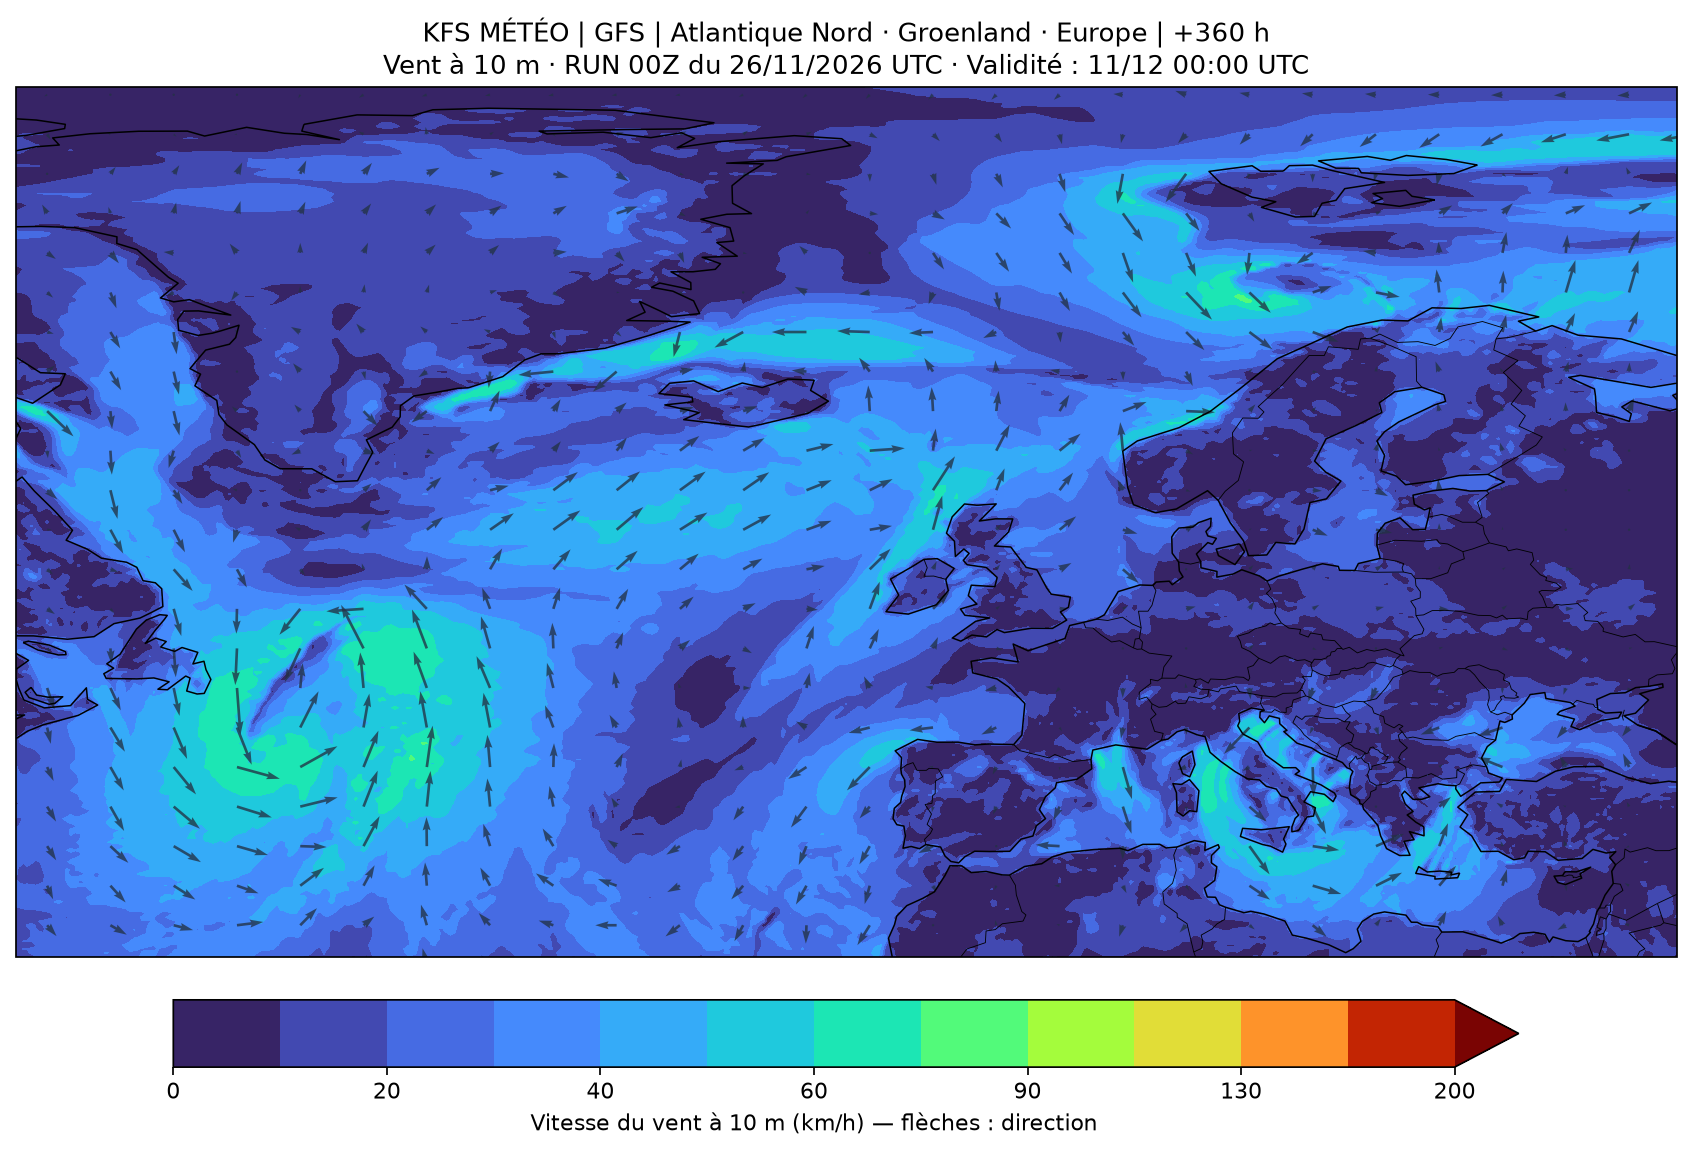 KFS MÉTÉO | GFS | Atlantique Nord · Groenland · Europe | +360 h
Vent à 10 m · RUN 00Z du 26/11/2026 UTC · Validité : 11/12 00:00 UTC
0 20 40 60 90 130 200
Vitesse du vent à 10 m (km/h) — flèches : direction